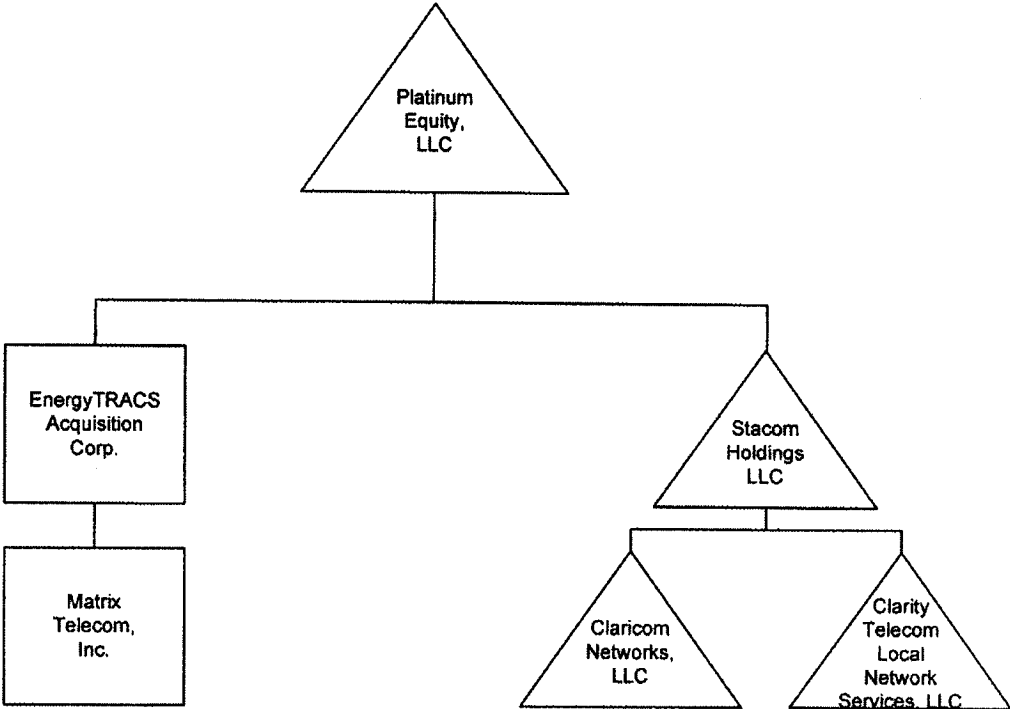 Platinum
Equity,
LLC
EnergyTRACS
Acquisition
Corp.
Stacom
Holdings
LLC
Matrix
Telecom,
Inc.
Claricom
Networks,
LLC
Clarity
Telecom
Local
Network
Services, LLC